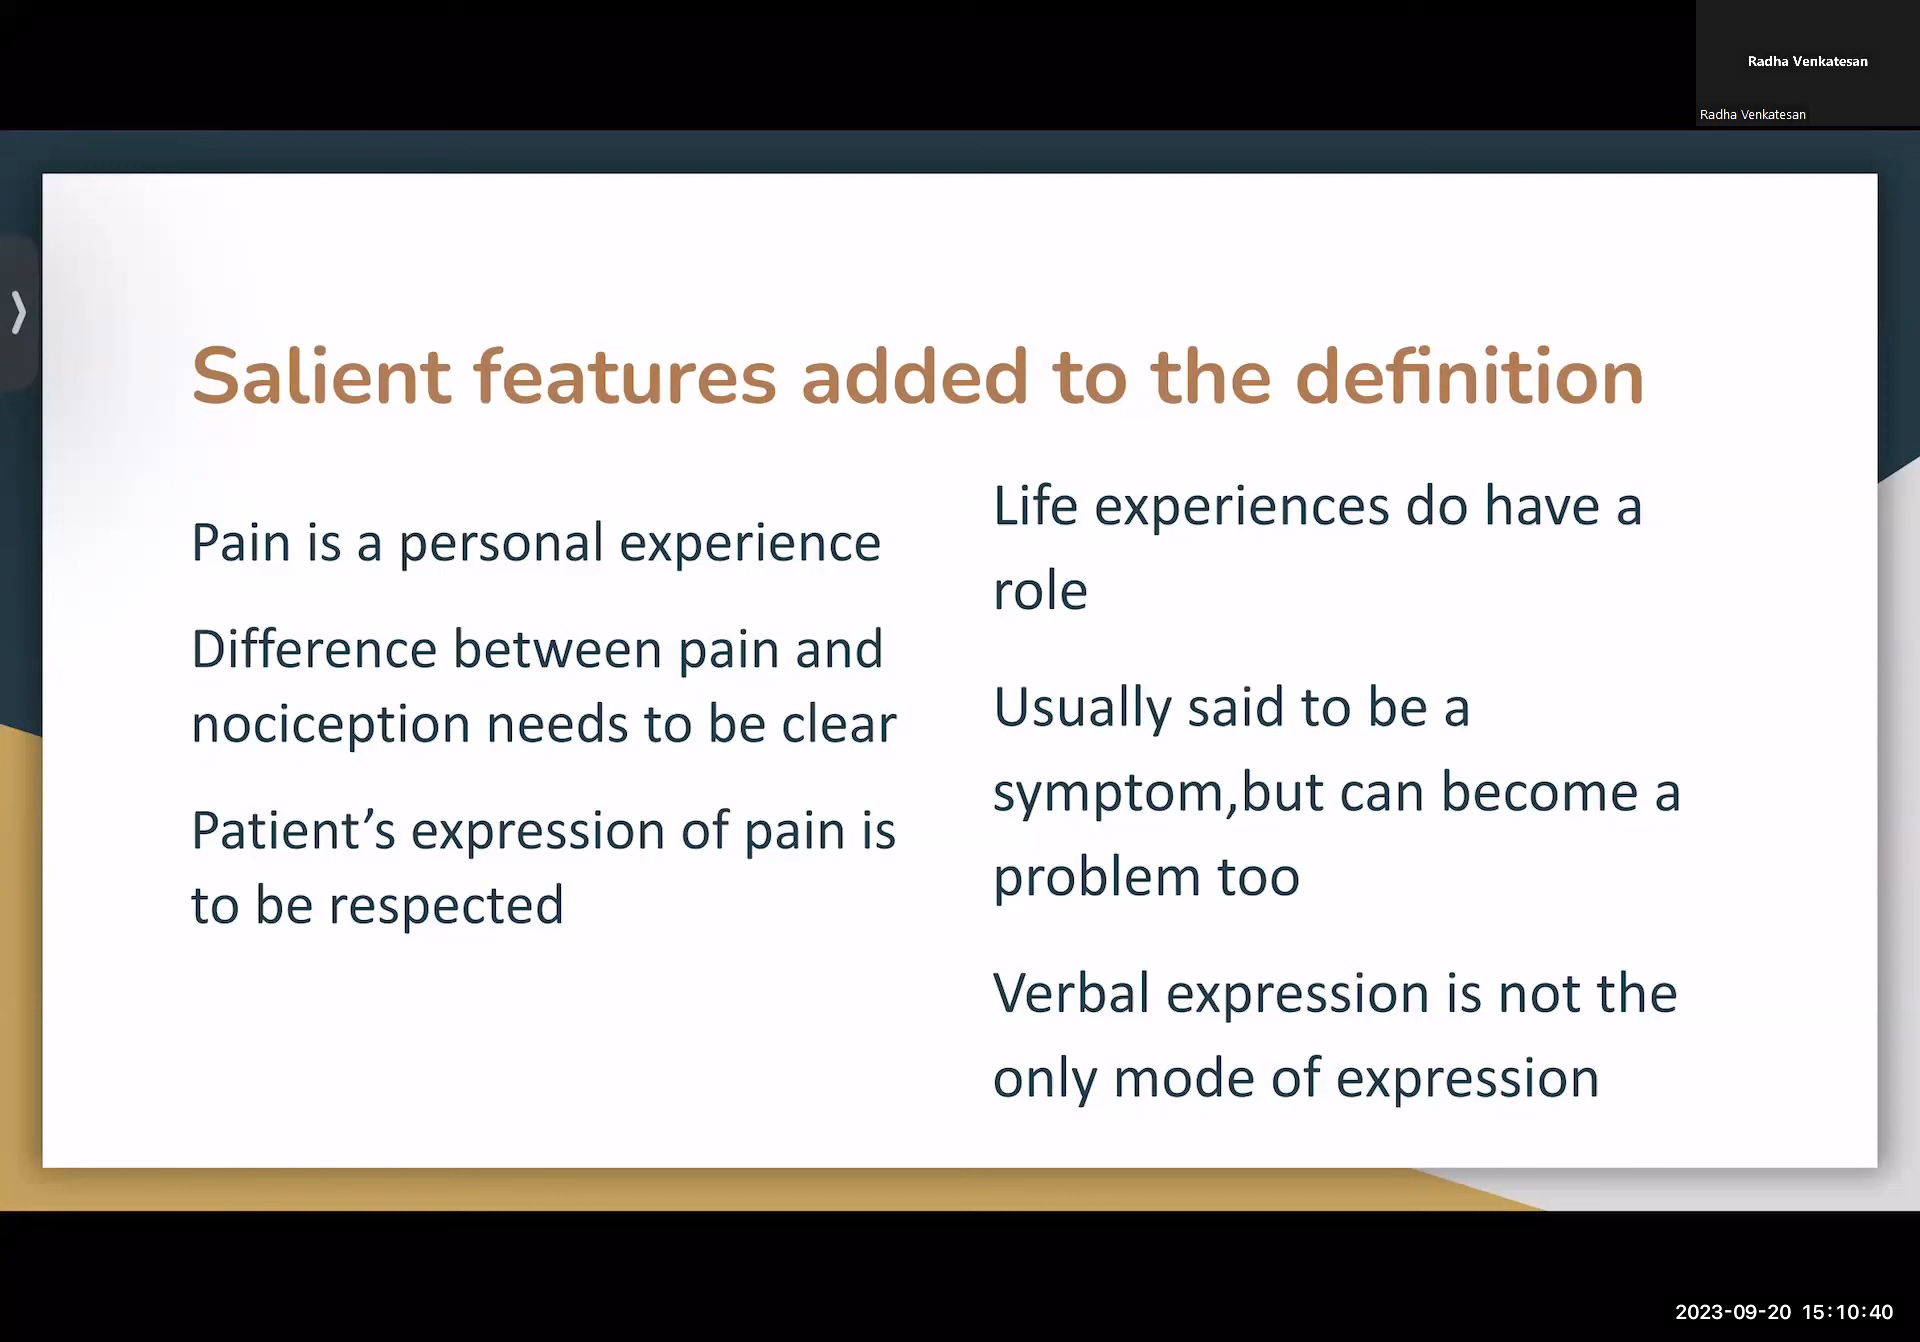 Radha Venkatesan
Radha Venkatesan
Salient features added to the definition
Pain is a personal experience
Difference between pain and
nociception needs to be clear
Patient’s expression of pain is
to be respected
Life experiences do have a
role
Usually said to be a
symptom,but can become a
problem too
Verbal expression is not the
only mode of expression
2023-09-20 15:10:40